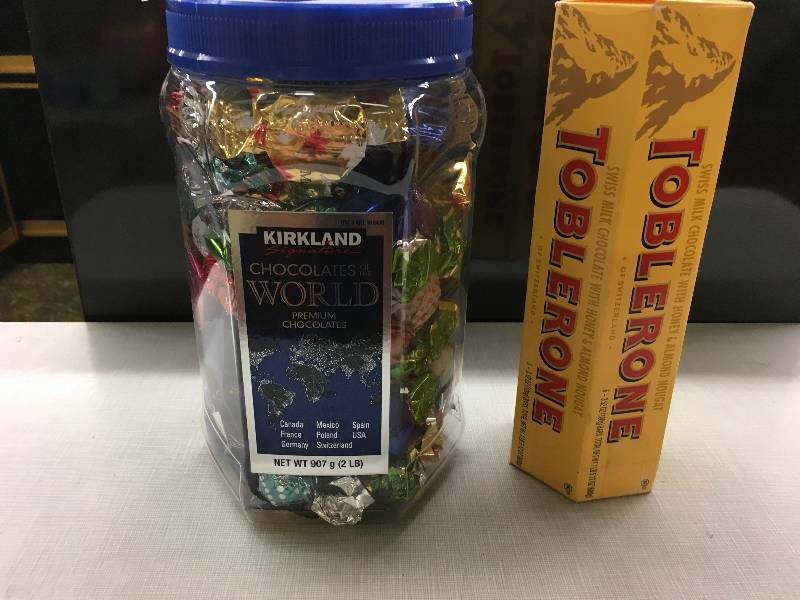 KIRKLAND
Signature
CHOCOLATES OF THE
WORLD
PREMIUM
CHOCOLATES
Canada Mexico Spain
France Poland USA
Germany Switzerland
NET WT 907 g (2 LB)
TOBLERONE
SWISS MILK CHOCOLATE WITH HONEY & ALMOND NOUGAT
OF SWITZERLAND
TOBLERONE
SWISS MILK CHOCOLATE WITH HONEY & ALMOND NOUGAT
OF SWITZERLAND